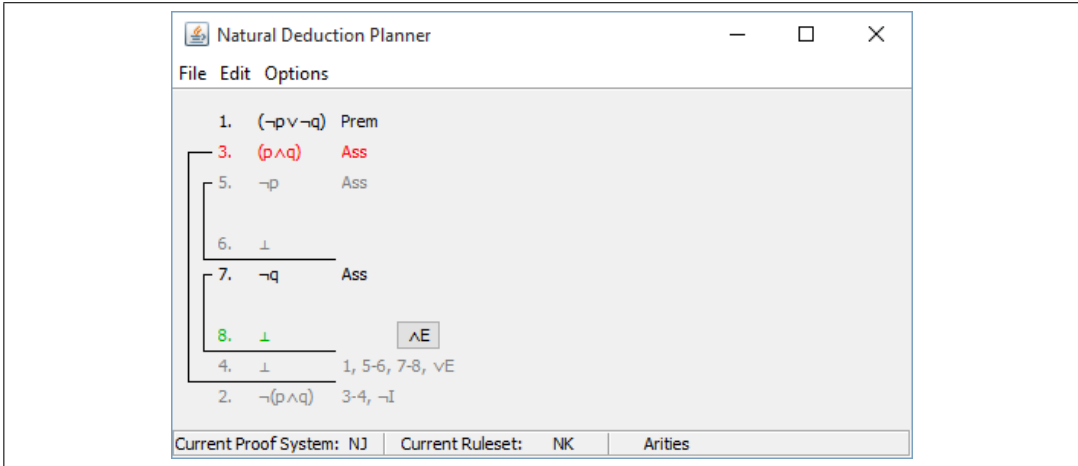 Natural Deduction Planner
File Edit Options
1. (¬p∨¬q) Prem
3. (p∧q) Ass
5. ¬p Ass
6. ⊥
7. ¬q Ass
8. ⊥ ∧E
4. ⊥ 1, 5-6, 7-8, ∨E
2. ¬(p∧q) 3-4, ¬I
Current Proof System: NJ Current Ruleset: NK Arities